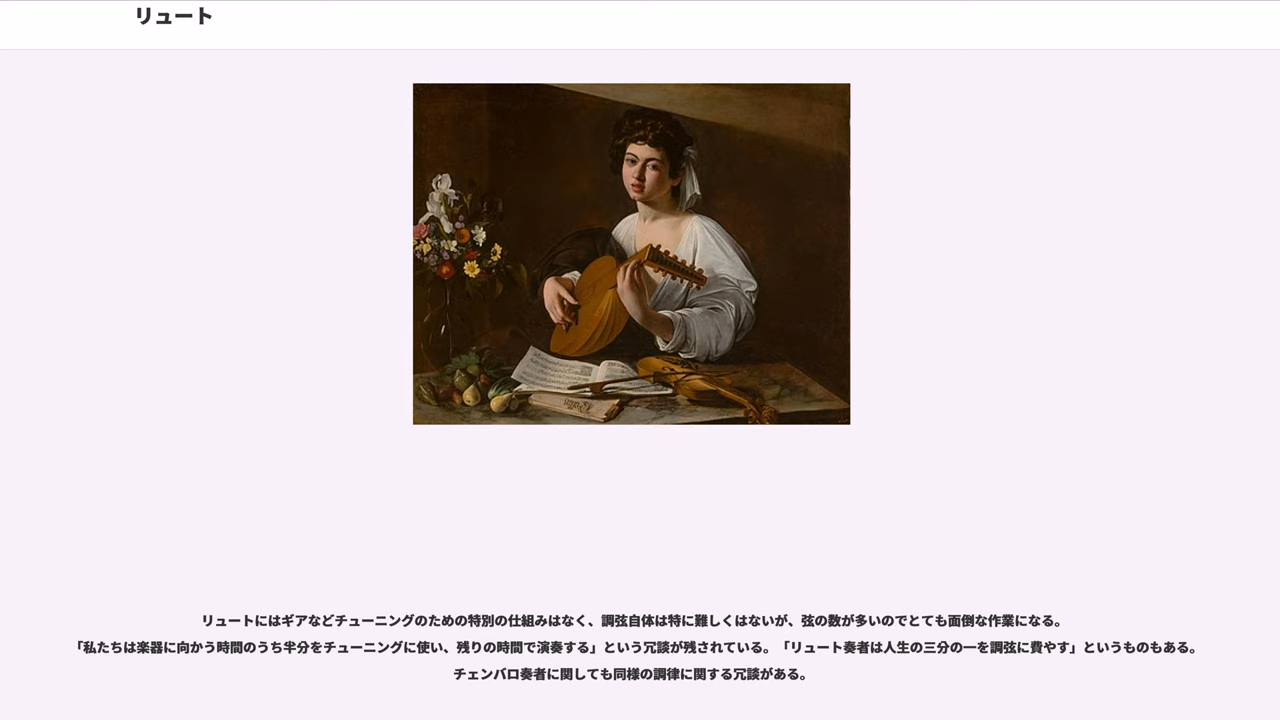 リュート
リュートにはギアなどチューニングのための特別の仕組みはなく、調弦自体は特に難しくはないが、弦の数が多いのでとても面倒な作業になる。
「私たちは楽器に向かう時間のうち半分をチューニングに使い、残りの時間で演奏する」という冗談が残されている。「リュート奏者は人生の三分の一を調弦に費やす」というものもある。
チェンバロ奏者に関しても同様の調律に関する冗談がある。